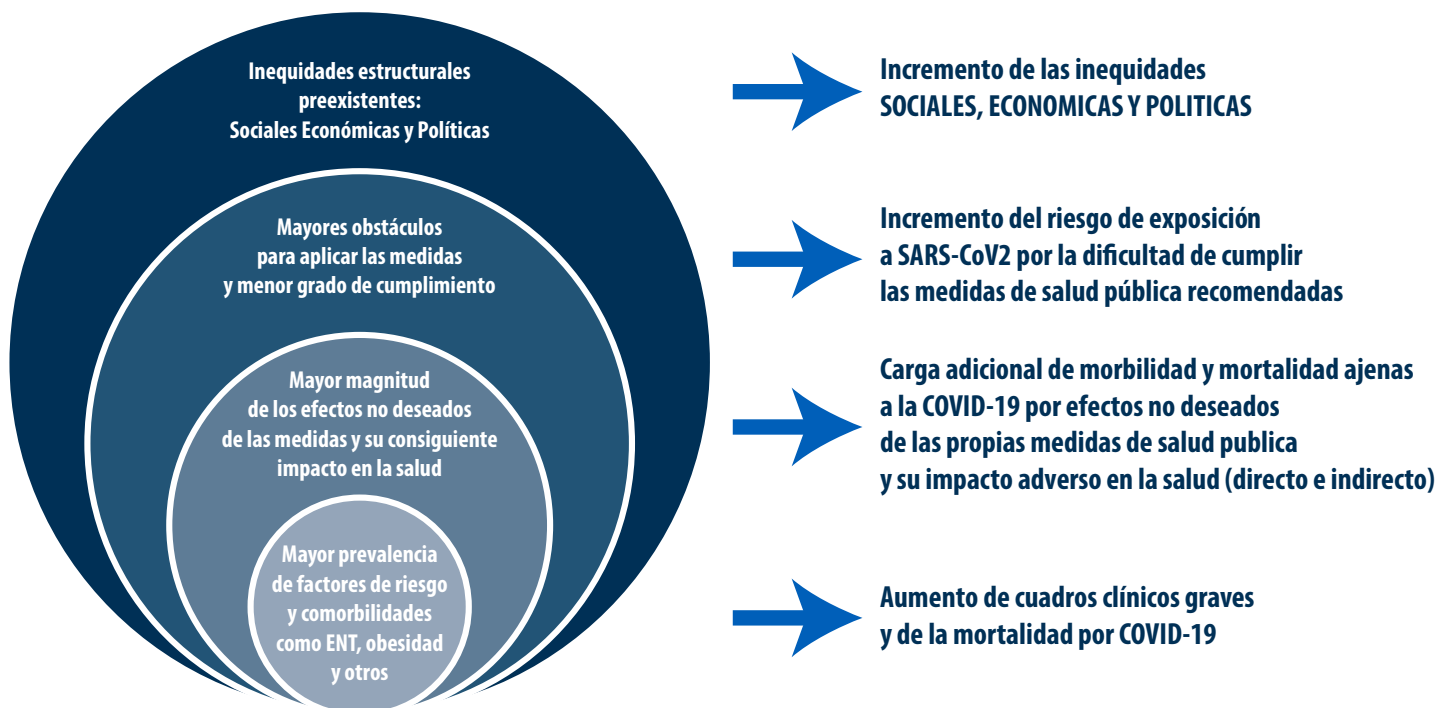 Inequidades estructurales
preexistentes:
Sociales Económicas y Políticas
Incremento de las inequidades
SOCIALES, ECONOMICAS Y POLITICAS
Mayores obstáculos
para aplicar las medidas
y menor grado de cumplimiento
Incremento del riesgo de exposición
a SARS-CoV2 por la dificultad de cumplir
las medidas de salud pública recomendadas
Mayor magnitud
de los efectos no deseados
de las medidas y su consiguiente
impacto en la salud
Carga adicional de morbilidad y mortalidad ajenas
a la COVID-19 por efectos no deseados
de las propias medidas de salud publica
y su impacto adverso en la salud (directo e indirecto)
Mayor prevalencia
de factores de riesgo
y comorbilidades
como ENT, obesidad
y otros
Aumento de cuadros clínicos graves
y de la mortalidad por COVID-19